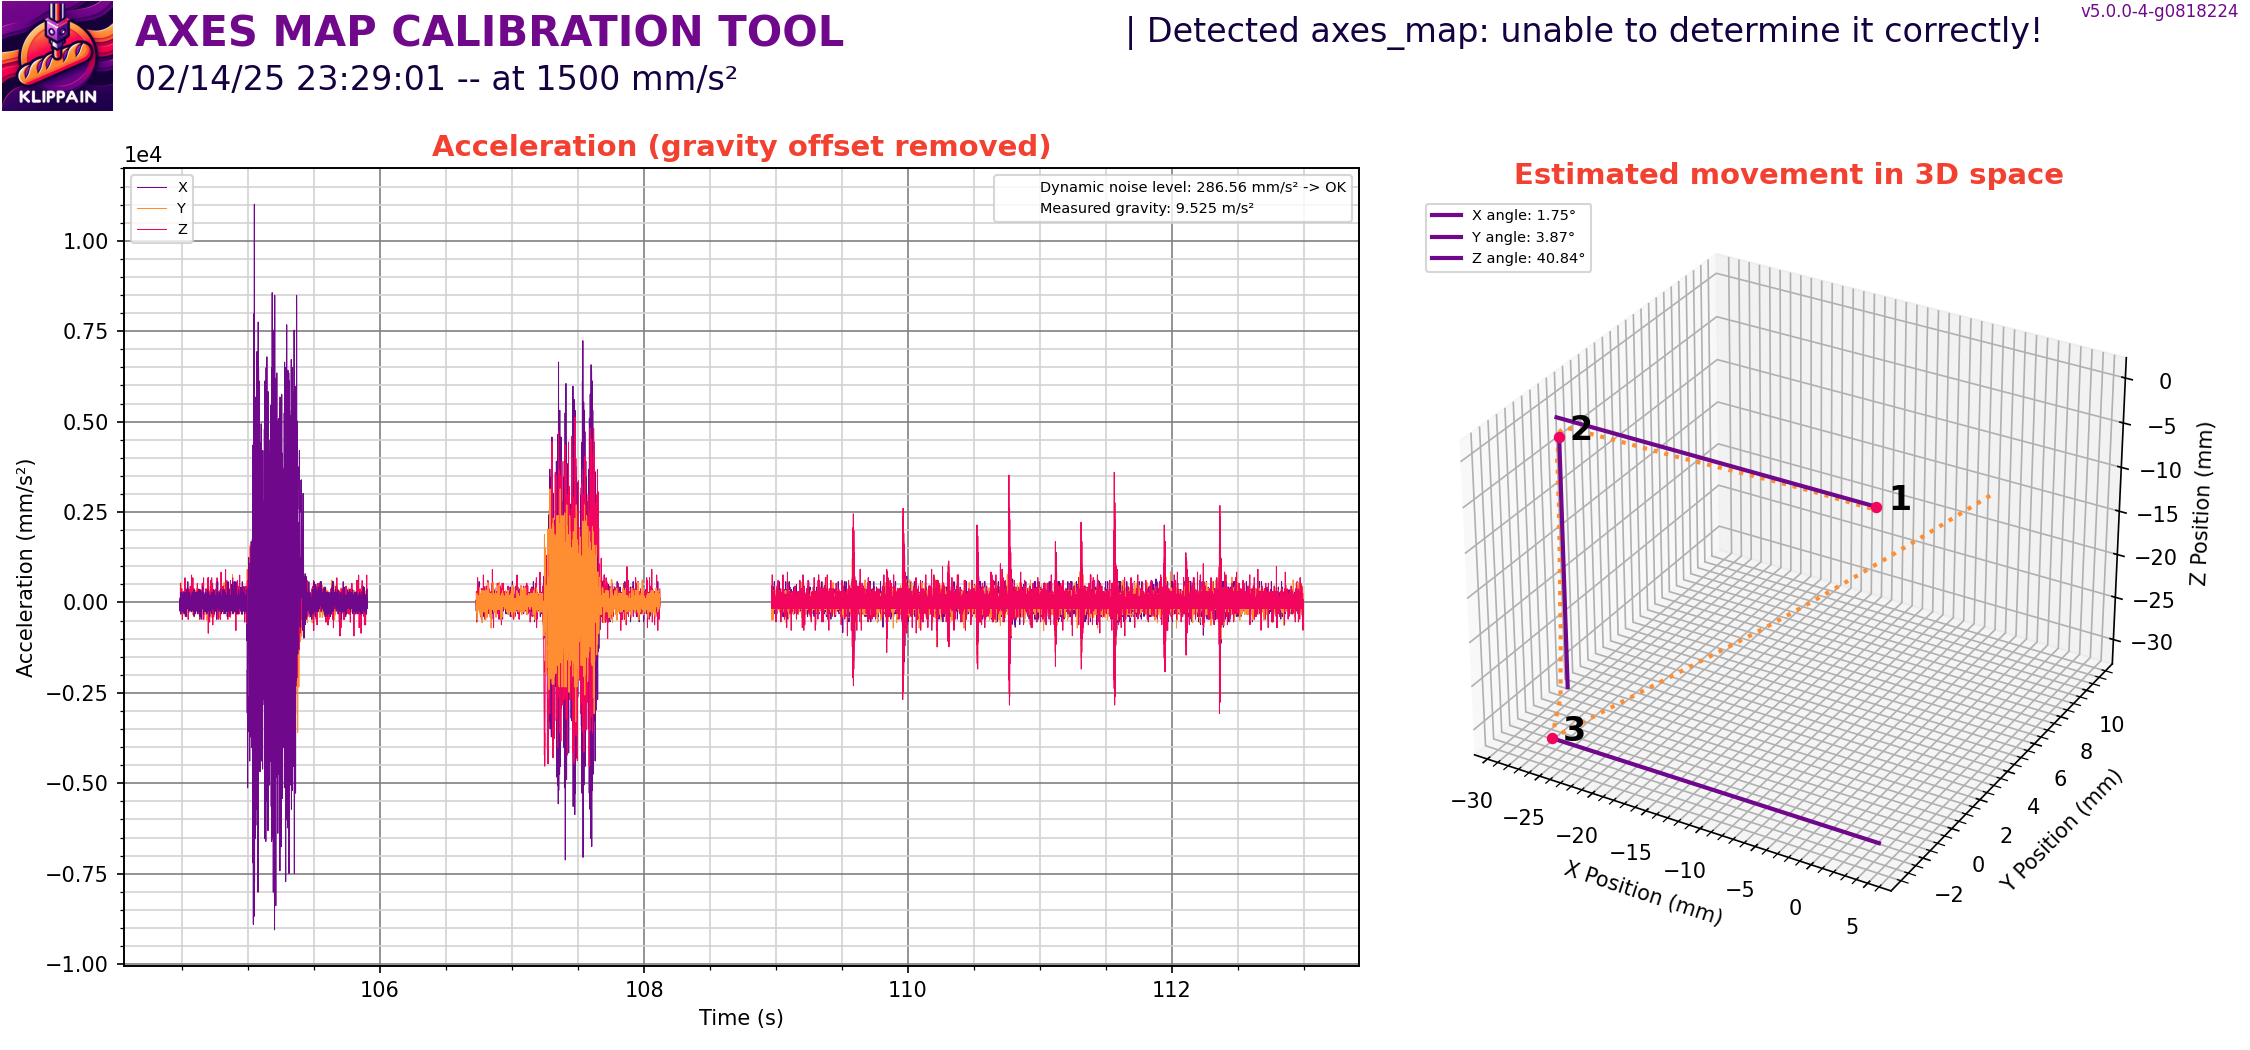 AXES MAP CALIBRATION TOOL
| Detected axes_map: unable to determine it correctly!
v5.0.0-4-g0818224
02/14/25 23:29:01 -- at 1500 mm/s²
KLIPPAIN
Acceleration (gravity offset removed)
1e4
X
Y
Z
Dynamic noise level: 286.56 mm/s² -> OK
Measured gravity: 9.525 m/s²
1.00
0.75
0.50
0.25
0.00
−0.25
−0.50
−0.75
−1.00
Acceleration (mm/s²)
106
108
110
112
Time (s)
Estimated movement in 3D space
X angle: 1.75°
Y angle: 3.87°
Z angle: 40.84°
1
2
3
0
−5
−10
−15
−20
−25
−30
Z Position (mm)
10
8
6
4
2
0
−2
Y Position (mm)
−30
−25
−20
−15
−10
−5
0
5
X Position (mm)